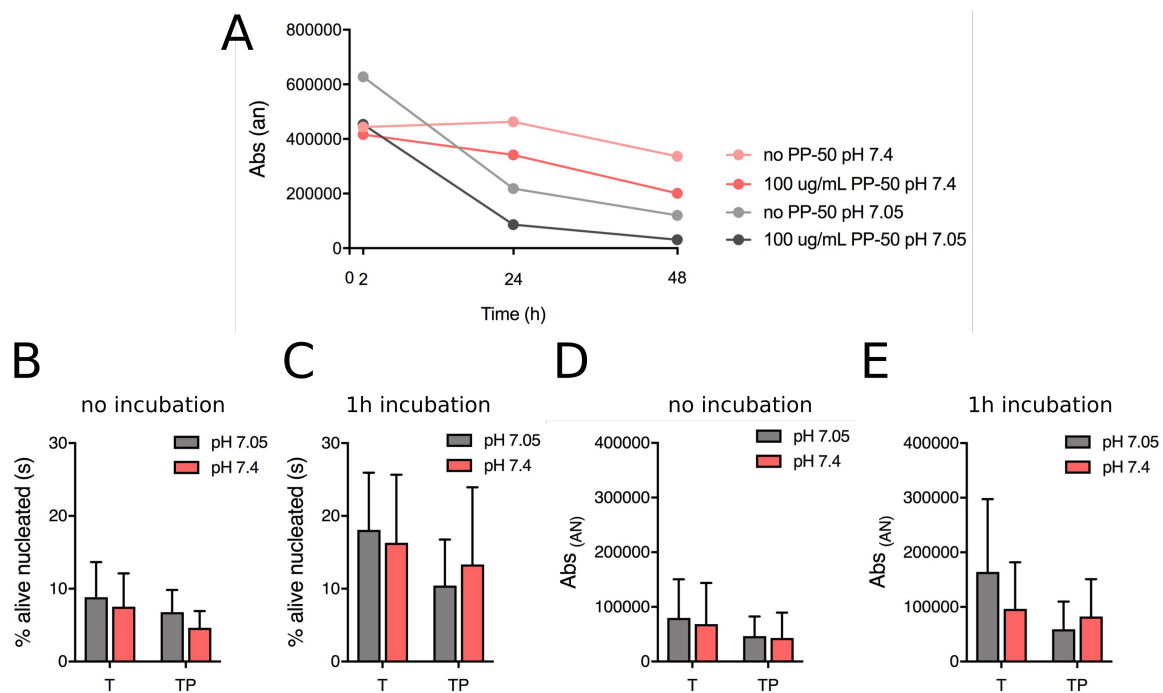 A
800000
600000
400000
200000
0
Abs (an)
0 2 24 48
Time (h)
no PP-50 pH 7.4
100 ug/mL PP-50 pH 7.4
no PP-50 pH 7.05
100 ug/mL PP-50 pH 7.05
B
no incubation
pH 7.05
pH 7.4
% alive nucleated (s)
30
20
10
0
T TP
C
1h incubation
pH 7.05
pH 7.4
% alive nucleated (s)
30
20
10
0
T TP
D
no incubation
pH 7.05
pH 7.4
Abs (AN)
400000
300000
200000
100000
0
T TP
E
1h incubation
pH 7.05
pH 7.4
Abs (AN)
400000
300000
200000
100000
0
T TP